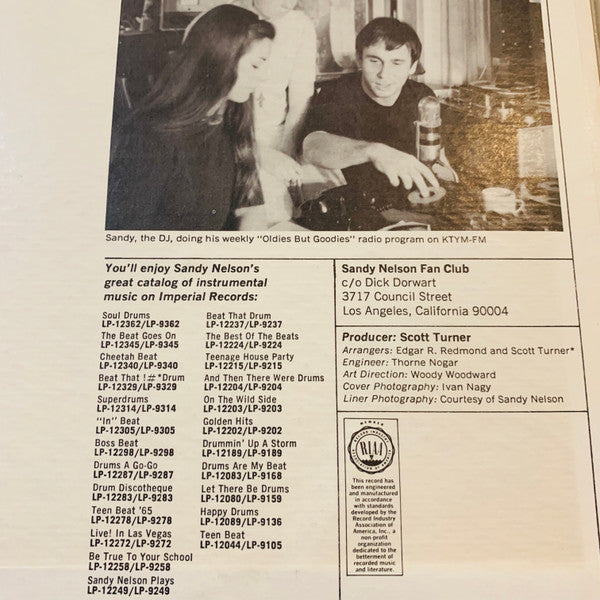 Sandy, the DJ, doing his weekly "Oldies But Goodies" radio program on KTYM-FM
You'll enjoy Sandy Nelson's
great catalog of instrumental
music on Imperial Records:
Soul Drums
LP-12362/LP-9362
The Beat Goes On
LP-12345/LP-9345
Cheetah Beat
LP-12340/LP-9340
Beat That !#*Drum
LP-12329/LP-9329
Superdrums
LP-12314/LP-9314
"In" Beat
LP-12305/LP-9305
Boss Beat
LP-12298/LP-9298
Drums A Go-Go
LP-12287/LP-9287
Drum Discotheque
LP-12283/LP-9283
Teen Beat '65
LP-12278/LP-9278
Live! In Las Vegas
LP-12272/LP-9272
Be True To Your School
LP-12258/LP-9258
Sandy Nelson Plays
LP-12249/LP-9249
Beat That Drum
LP-12237/LP-9237
The Best Of The Beats
LP-12224/LP-9224
Teenage House Party
LP-12215/LP-9215
And Then There Were Drums
LP-12204/LP-9204
On The Wild Side
LP-12203/LP-9203
Golden Hits
LP-12202/LP-9202
Drummin' Up A Storm
LP-12189/LP-9189
Drums Are My Beat
LP-12083/LP-9168
Let There Be Drums
LP-12080/LP-9159
Happy Drums
LP-12089/LP-9136
Teen Beat
LP-12044/LP-9105
Sandy Nelson Fan Club
c/o Dick Dorwart
3717 Council Street
Los Angeles, California 90004
Producer: Scott Turner
Arrangers: Edgar R. Redmond and Scott Turner*
Engineer: Thorne Nogar
Art Direction: Woody Woodward
Cover Photography: Ivan Nagy
Liner Photography: Courtesy of Sandy Nelson
MEMBER
RIAA
This record has
been engineered
and manufactured
in accordance
with standards
developed by the
Record Industry
Association of
America, Inc., a
non-profit
organization
dedicated to the
betterment of
recorded music
and literature.